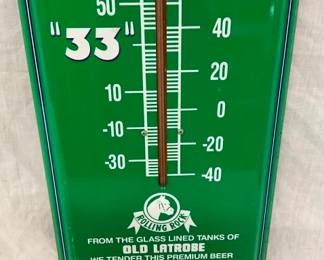 50
40
"33"
20
10 0
-10 -20
-30 -40
ROLLING ROCK
FROM THE GLASS LINED TANKS OF
OLD LATROBE
WE TENDER THIS PREMIUM BEER